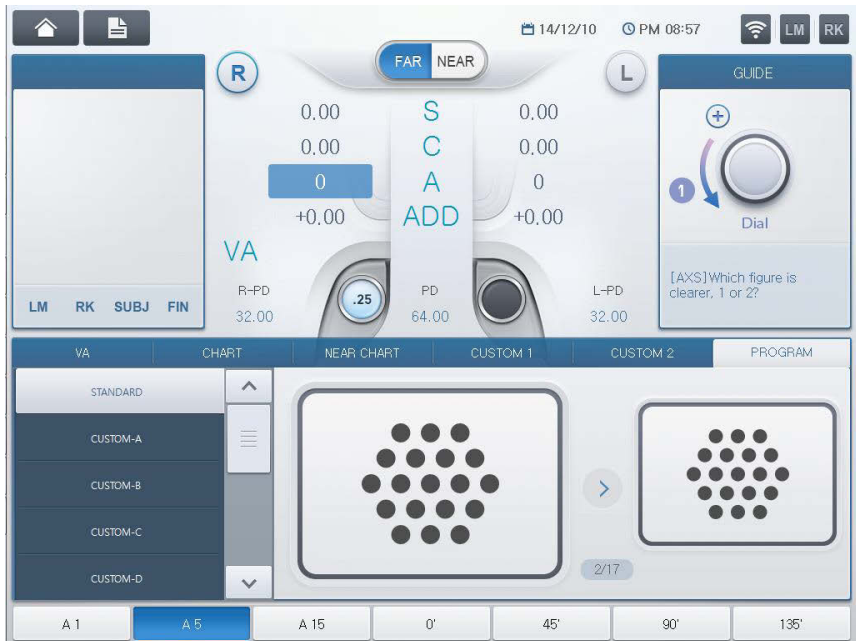 14/12/10 PM 08:57 LM RK
R FAR NEAR L GUIDE
0.00 S 0.00
0.00 C 0.00
0 A 0
+0.00 ADD +0.00
VA
1
Dial
[AXS]Which figure is
clearer, 1 or 2?
R-PD .25 PD L-PD
32.00 64.00 32.00
LM RK SUBJ FIN
VA CHART NEAR CHART CUSTOM 1 CUSTOM 2 PROGRAM
STANDARD
CUSTOM-A
CUSTOM-B
CUSTOM-C
CUSTOM-D
2/17
A 1 A 5 A 15 0' 45' 90' 135'